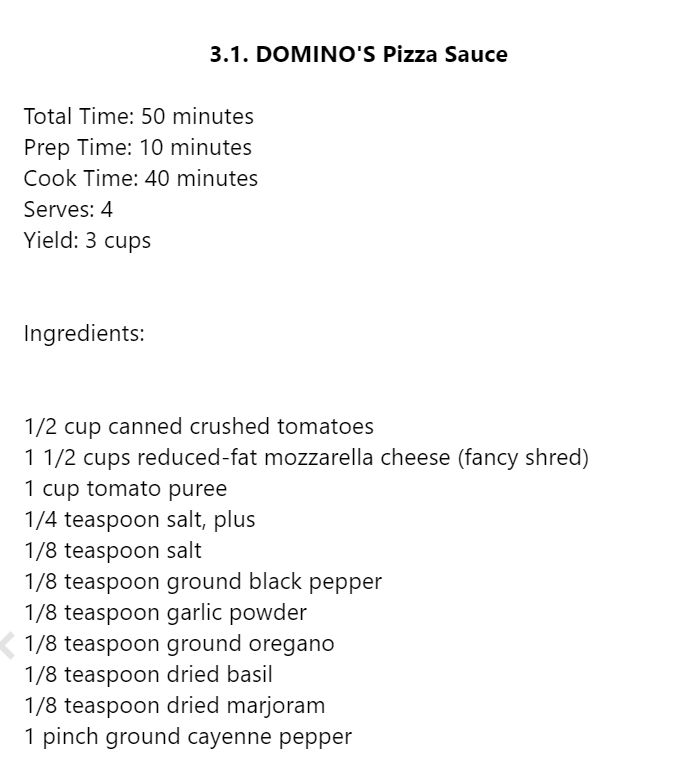 3.1. DOMINO'S Pizza Sauce
Total Time: 50 minutes
Prep Time: 10 minutes
Cook Time: 40 minutes
Serves: 4
Yield: 3 cups
Ingredients:
1/2 cup canned crushed tomatoes
1 1/2 cups reduced-fat mozzarella cheese (fancy shred)
1 cup tomato puree
1/4 teaspoon salt, plus
1/8 teaspoon salt
1/8 teaspoon ground black pepper
1/8 teaspoon garlic powder
1/8 teaspoon ground oregano
1/8 teaspoon dried basil
1/8 teaspoon dried marjoram
1 pinch ground cayenne pepper